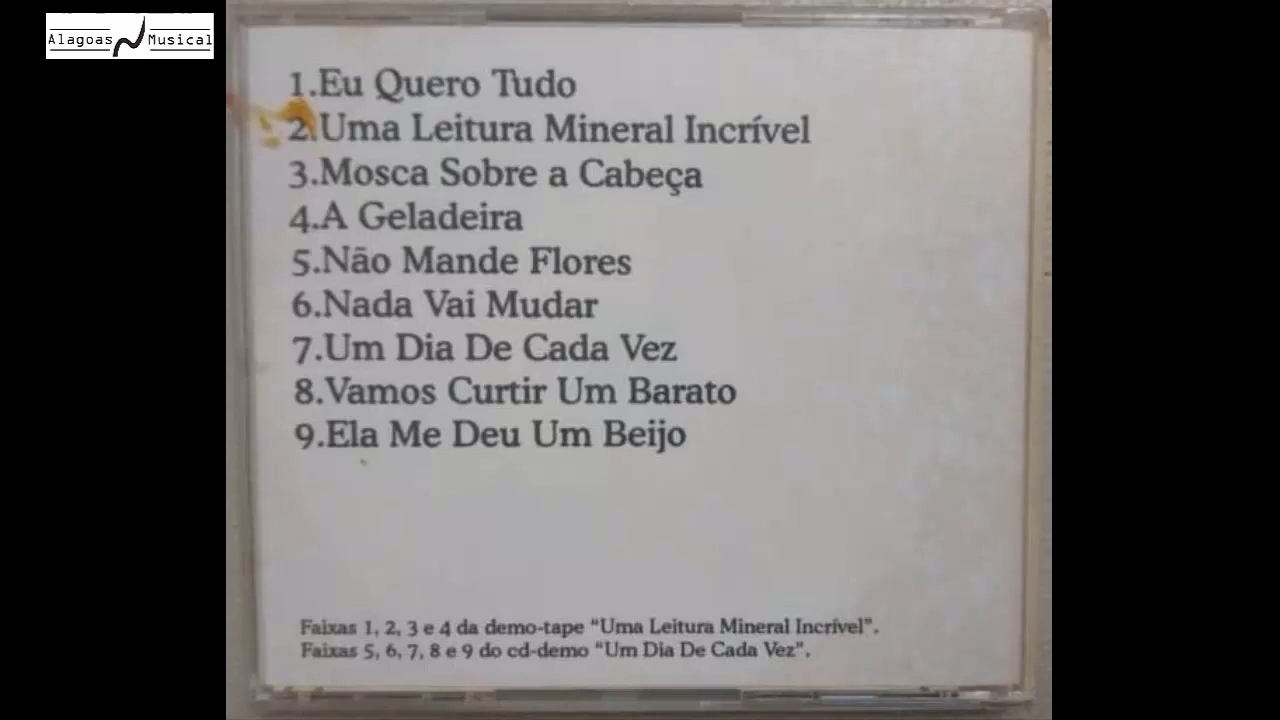 Alagoas Musical
1.Eu Quero Tudo
2.Uma Leitura Mineral Incrível
3.Mosca Sobre a Cabeça
4.A Geladeira
5.Não Mande Flores
6.Nada Vai Mudar
7.Um Dia De Cada Vez
8.Vamos Curtir Um Barato
9.Ela Me Deu Um Beijo
Faixas 1, 2, 3 e 4 da demo-tape “Uma Leitura Mineral Incrível”.
Faixas 5, 6, 7, 8 e 9 do cd-demo “Um Dia De Cada Vez”.